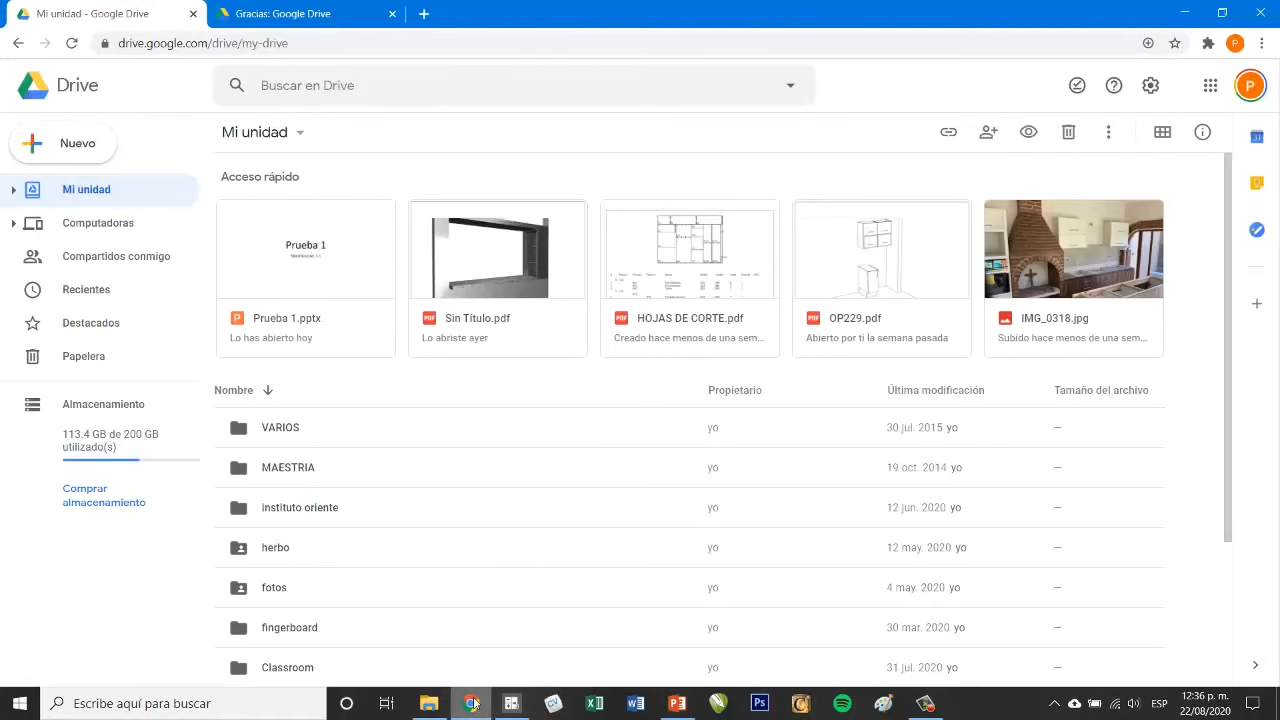 Mi unidad - Google Drive
Gracias: Google Drive
drive.google.com/drive/my-drive
P
Drive
Buscar en Drive
P
Nuevo
Mi unidad
31
Mi unidad
Computadoras
Compartidos conmigo
Recientes
Destacados
Papelera
Almacenamiento
113.4 GB de 200 GB
utilizado(s)
Comprar
almacenamiento
Acceso rápido
Prueba 1
P Prueba 1.pptx
Lo has abierto hoy
PDF Sin Título.pdf
Lo abriste ayer
PDF HOJAS DE CORTE.pdf
Creado hace menos de una sem...
PDF OP229.pdf
Abierto por ti la semana pasada
IMG_0318.jpg
Subido hace menos de una sem...
Nombre Propietario Última modificación Tamaño del archivo
VARIOS yo 30 jul. 2015 yo —
MAESTRIA yo 19 oct. 2014 yo —
instituto oriente yo 12 jun. 2020 yo —
herbo yo 12 may. 2020 yo —
fotos yo 4 may. 2020 yo —
fingerboard yo 30 mar. 2020 yo —
Classroom yo 31 jul. 2020 yo —
Escribe aquí para buscar
ESP
12:36 p. m.
22/08/2020